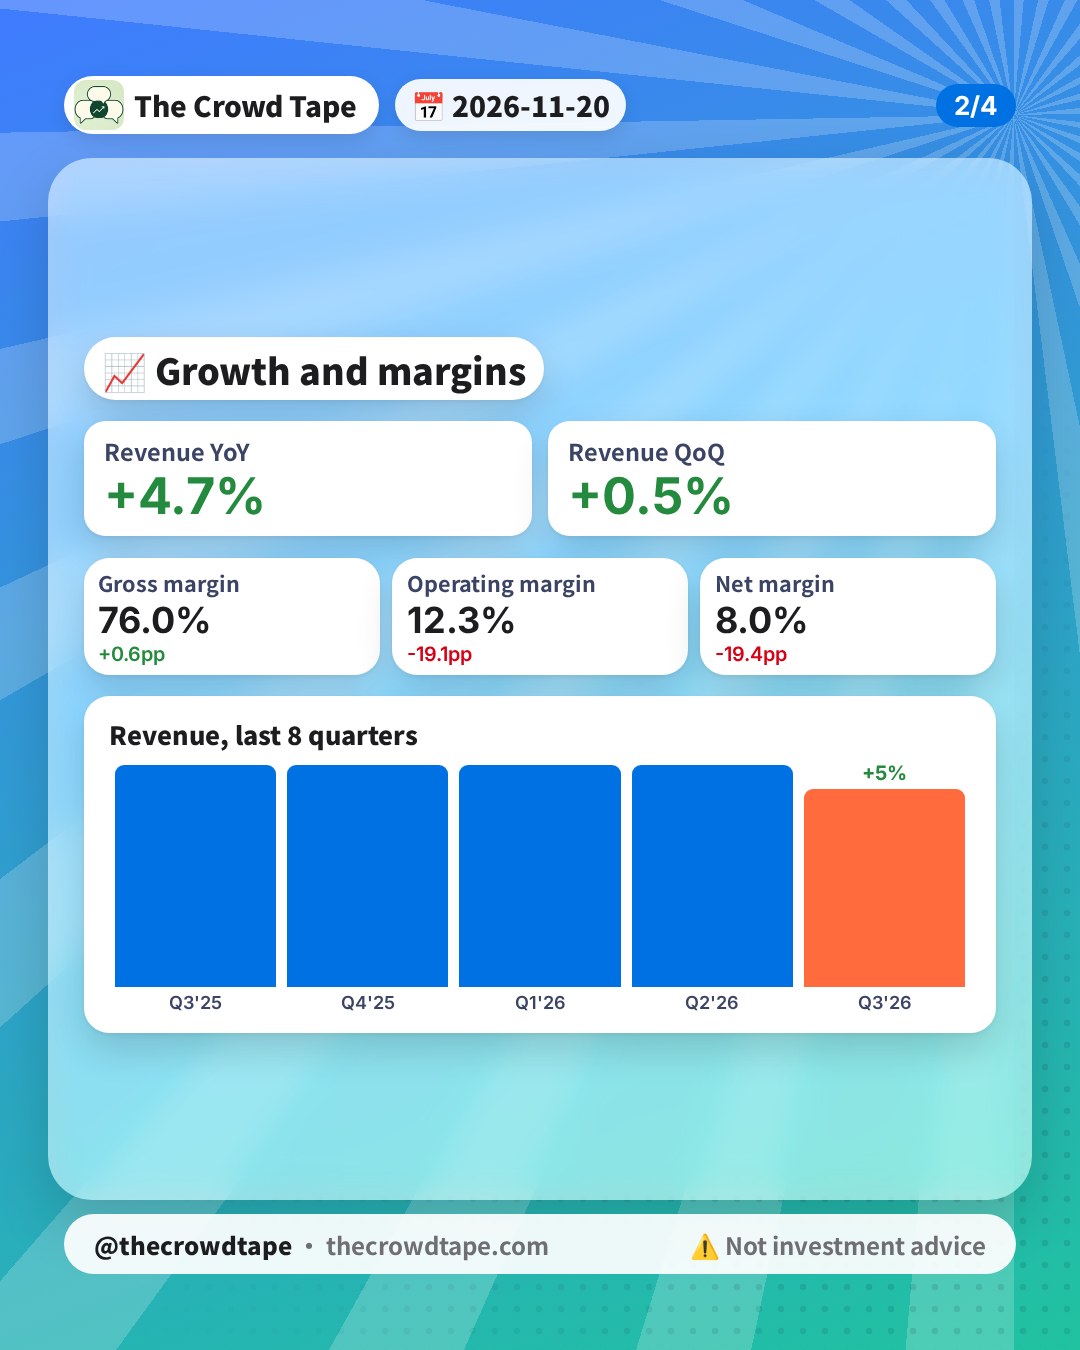 The Crowd Tape
2026-11-20
2/4
Growth and margins
Revenue YoY
+4.7%
Revenue QoQ
+0.5%
Gross margin
76.0%
+0.6pp
Operating margin
12.3%
-19.1pp
Net margin
8.0%
-19.4pp
Revenue, last 8 quarters
+5%
Q3'25
Q4'25
Q1'26
Q2'26
Q3'26
@thecrowdtape • thecrowdtape.com
Not investment advice